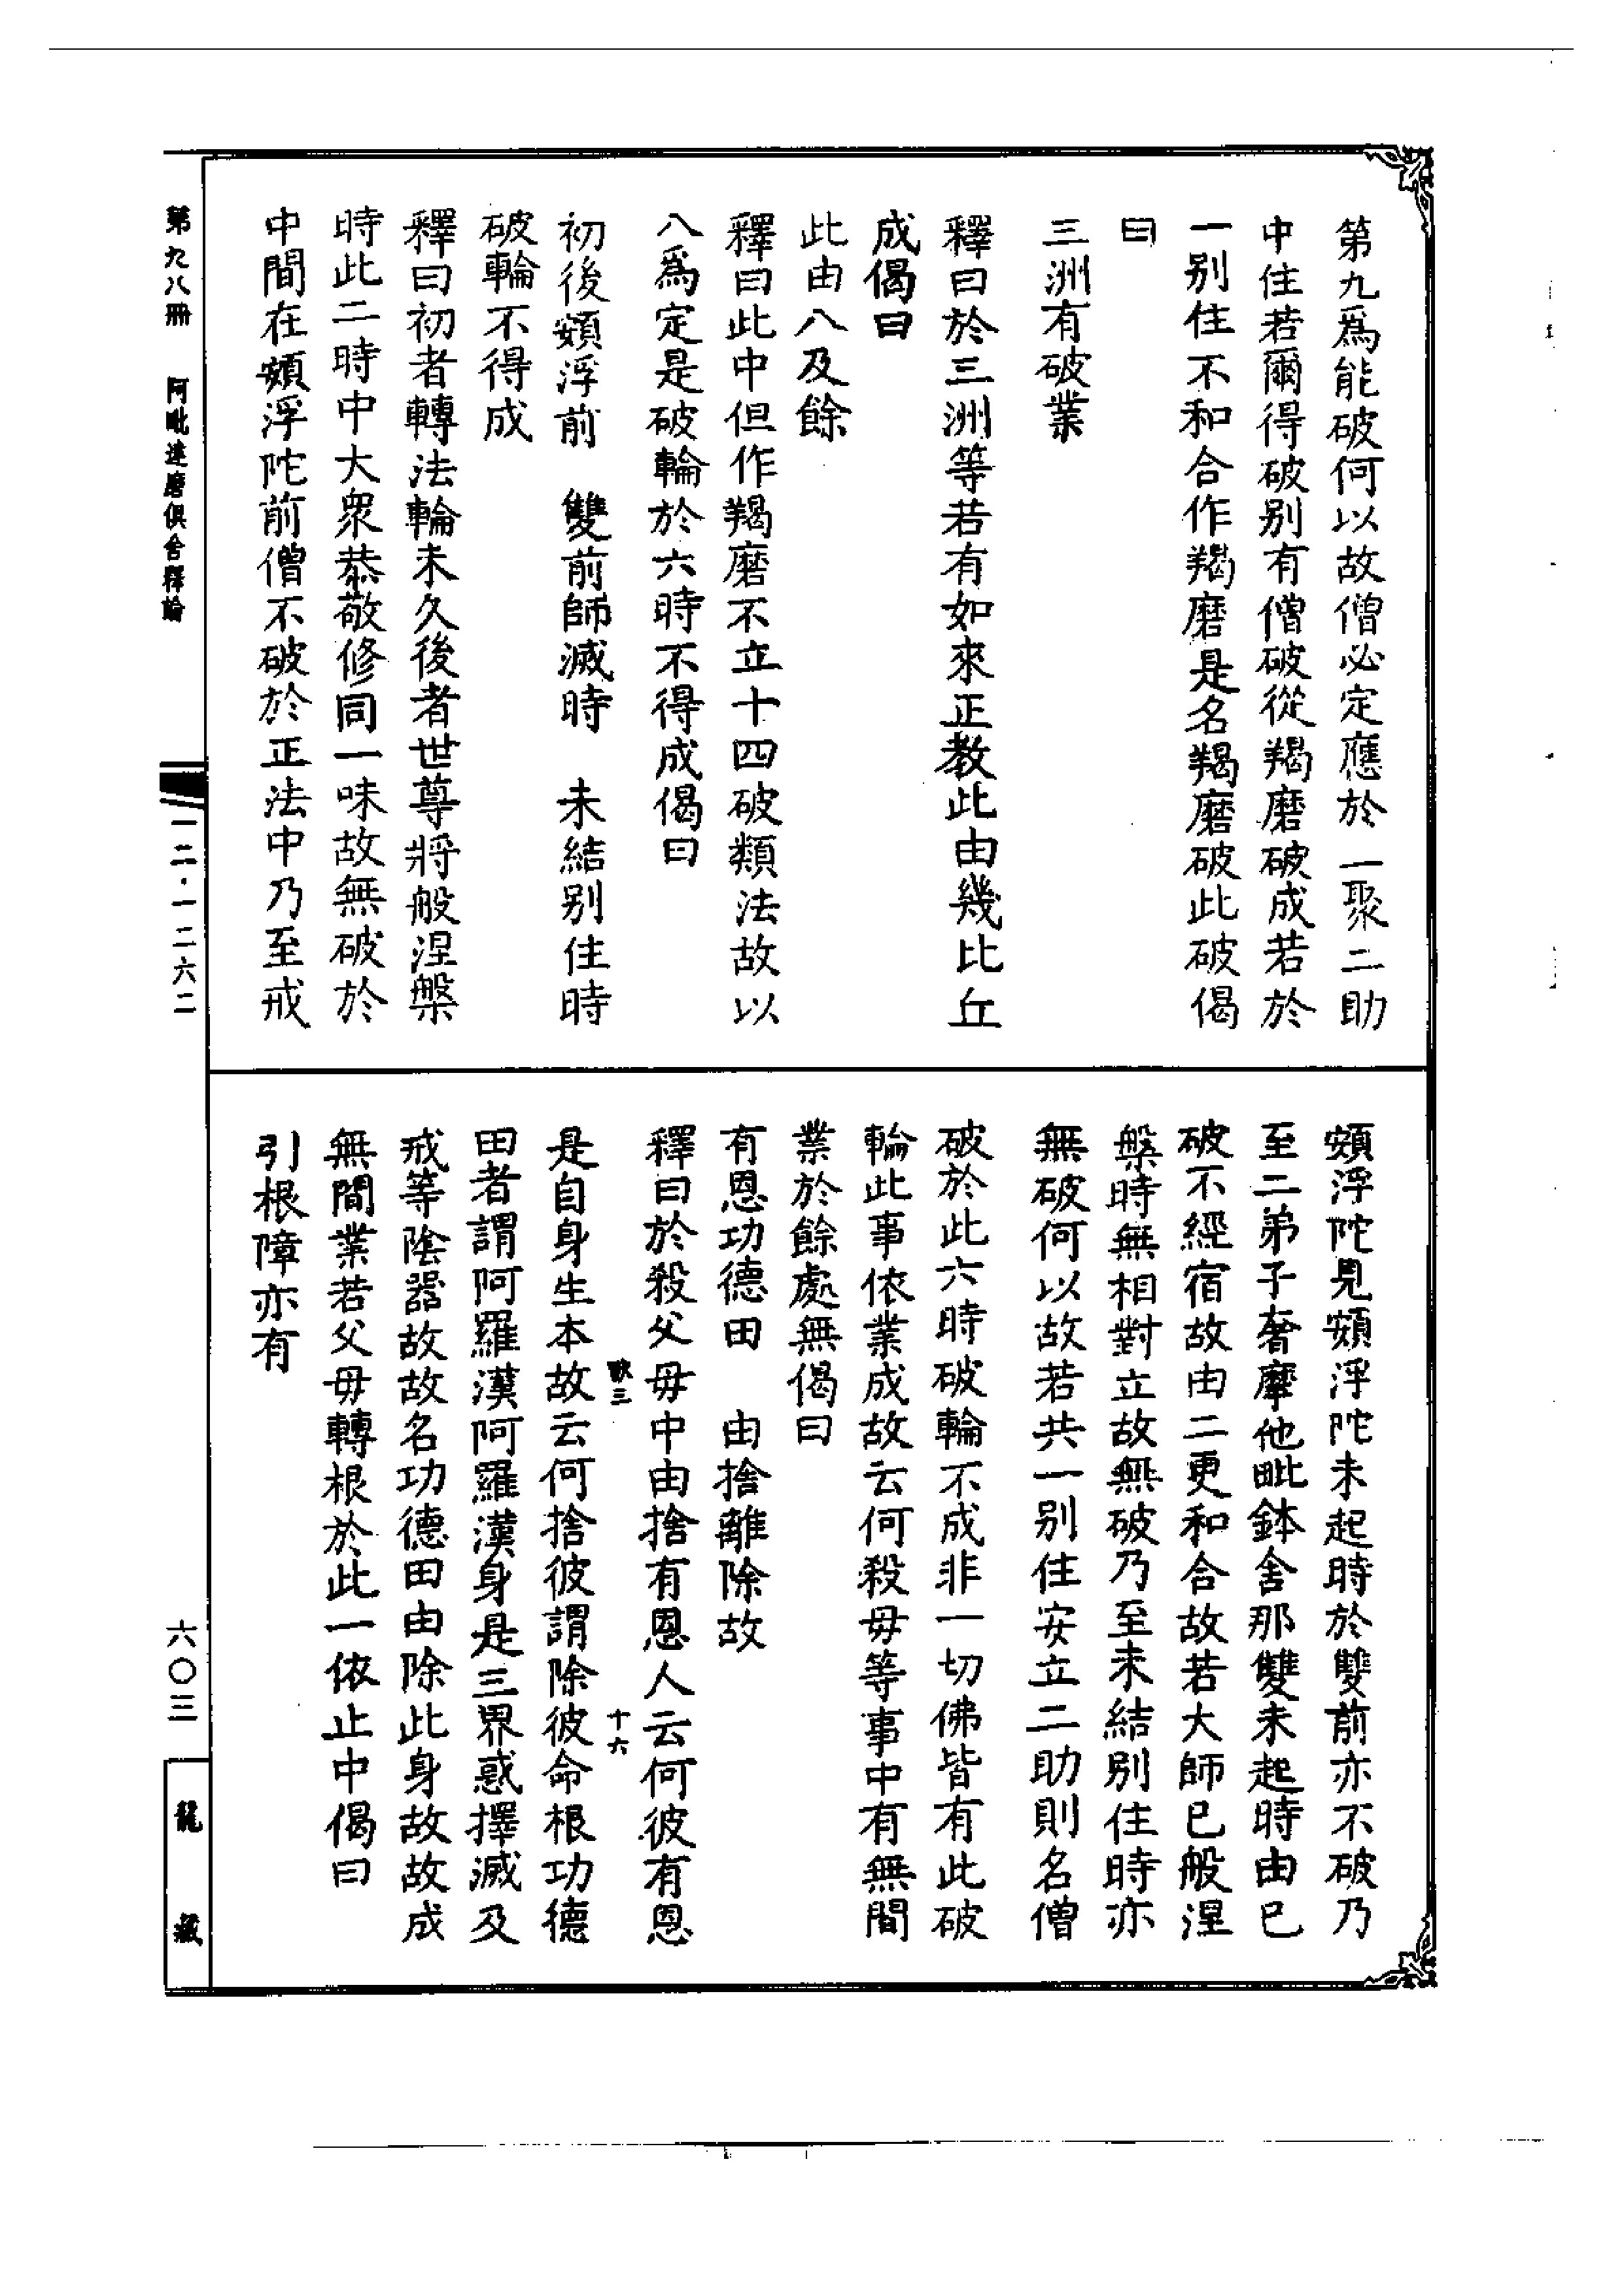 第九爲能破何以故僧必定應於一聚二助
中住若爾得破别有僧破從羯磨破成若於
一别住不和合作羯磨是名羯磨破此破偈
曰
三洲有破業
釋曰於三洲等若有如來正教此由幾比丘
成偈曰
此由八及餘
釋曰此中但作羯磨不立十四破類法故以
八爲定是破輪於六時不得成偈曰
初後頞浮前　雙前師滅時　未結别住時
破輪不得成
釋曰初者轉法輪未久後者世尊將般涅槃
時此二時中大衆恭敬修同一味故無破於
中間在頞浮陀前僧不破於正法中乃至戒
頞浮陀見頞浮陀未起時於雙前亦不破乃
至二弟子奢摩他毗鉢舍那雙未起時由已
破不經宿故由二更和合故若大師已般涅
槃時無相對立故無破乃至未結别住時亦
無破何以故若共一别住安立二助則名僧
破於此六時破輪不成非一切佛皆有此破
輪此事依業成故云何殺母等事中有無間
業於餘處無偈曰
有恩功德田　由捨離除故
釋曰於殺父母中由捨有恩人云何彼有恩
是自身生本故云何捨彼謂除彼命根功德
田者謂阿羅漢阿羅漢身是三界惑擇滅及
戒等陰器故故名功德田由除此身故故成
無間業若父母轉根於此一依止中偈曰
引根障亦有
十六
第九八冊　阿毗達磨俱舍釋論
一二·一二六二
六〇三
龍藏